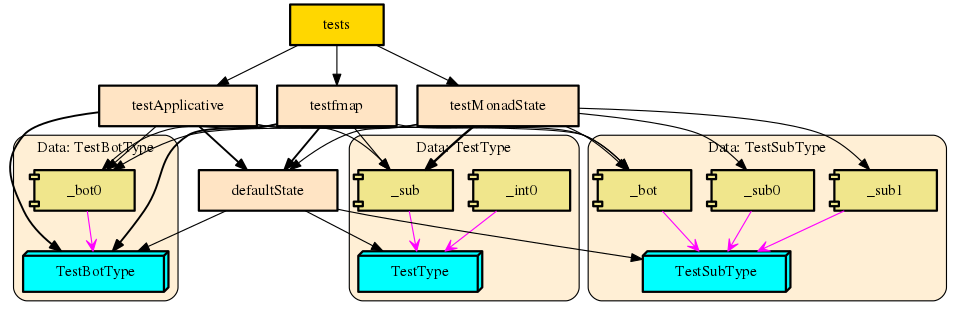 tests
testApplicative
testfmap
testMonadState
Data: TestBotType
Data: TestType
Data: TestSubType
_bot0
defaultState
_sub
_int0
_bot
_sub0
_sub1
TestBotType
TestType
TestSubType